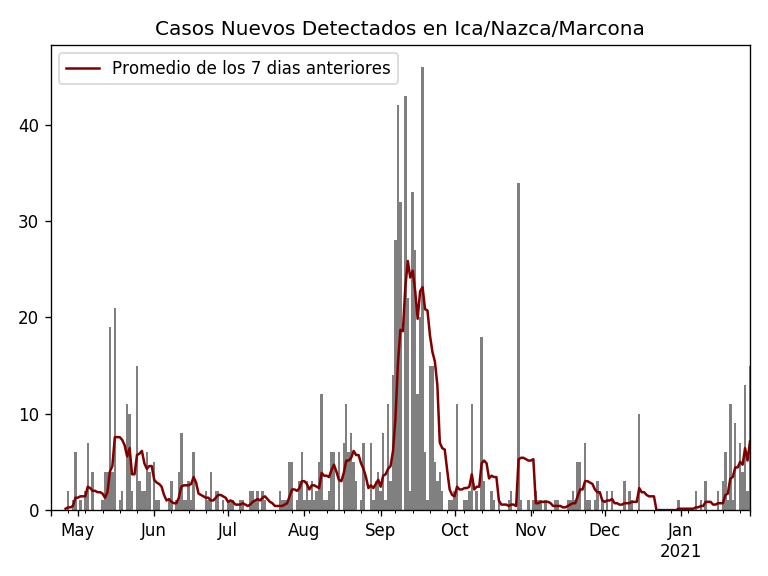 Casos Nuevos Detectados en Ica/Nazca/Marcona
Promedio de los 7 dias anteriores
40
30
20
10
0
May Jun Jul Aug Sep Oct Nov Dec Jan
2021